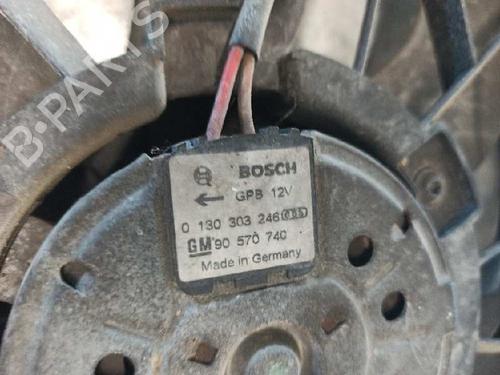 B-PARTS
BOSCH
GPB 12V
0 130 303 246
GM 90 570 740
Made in Germany